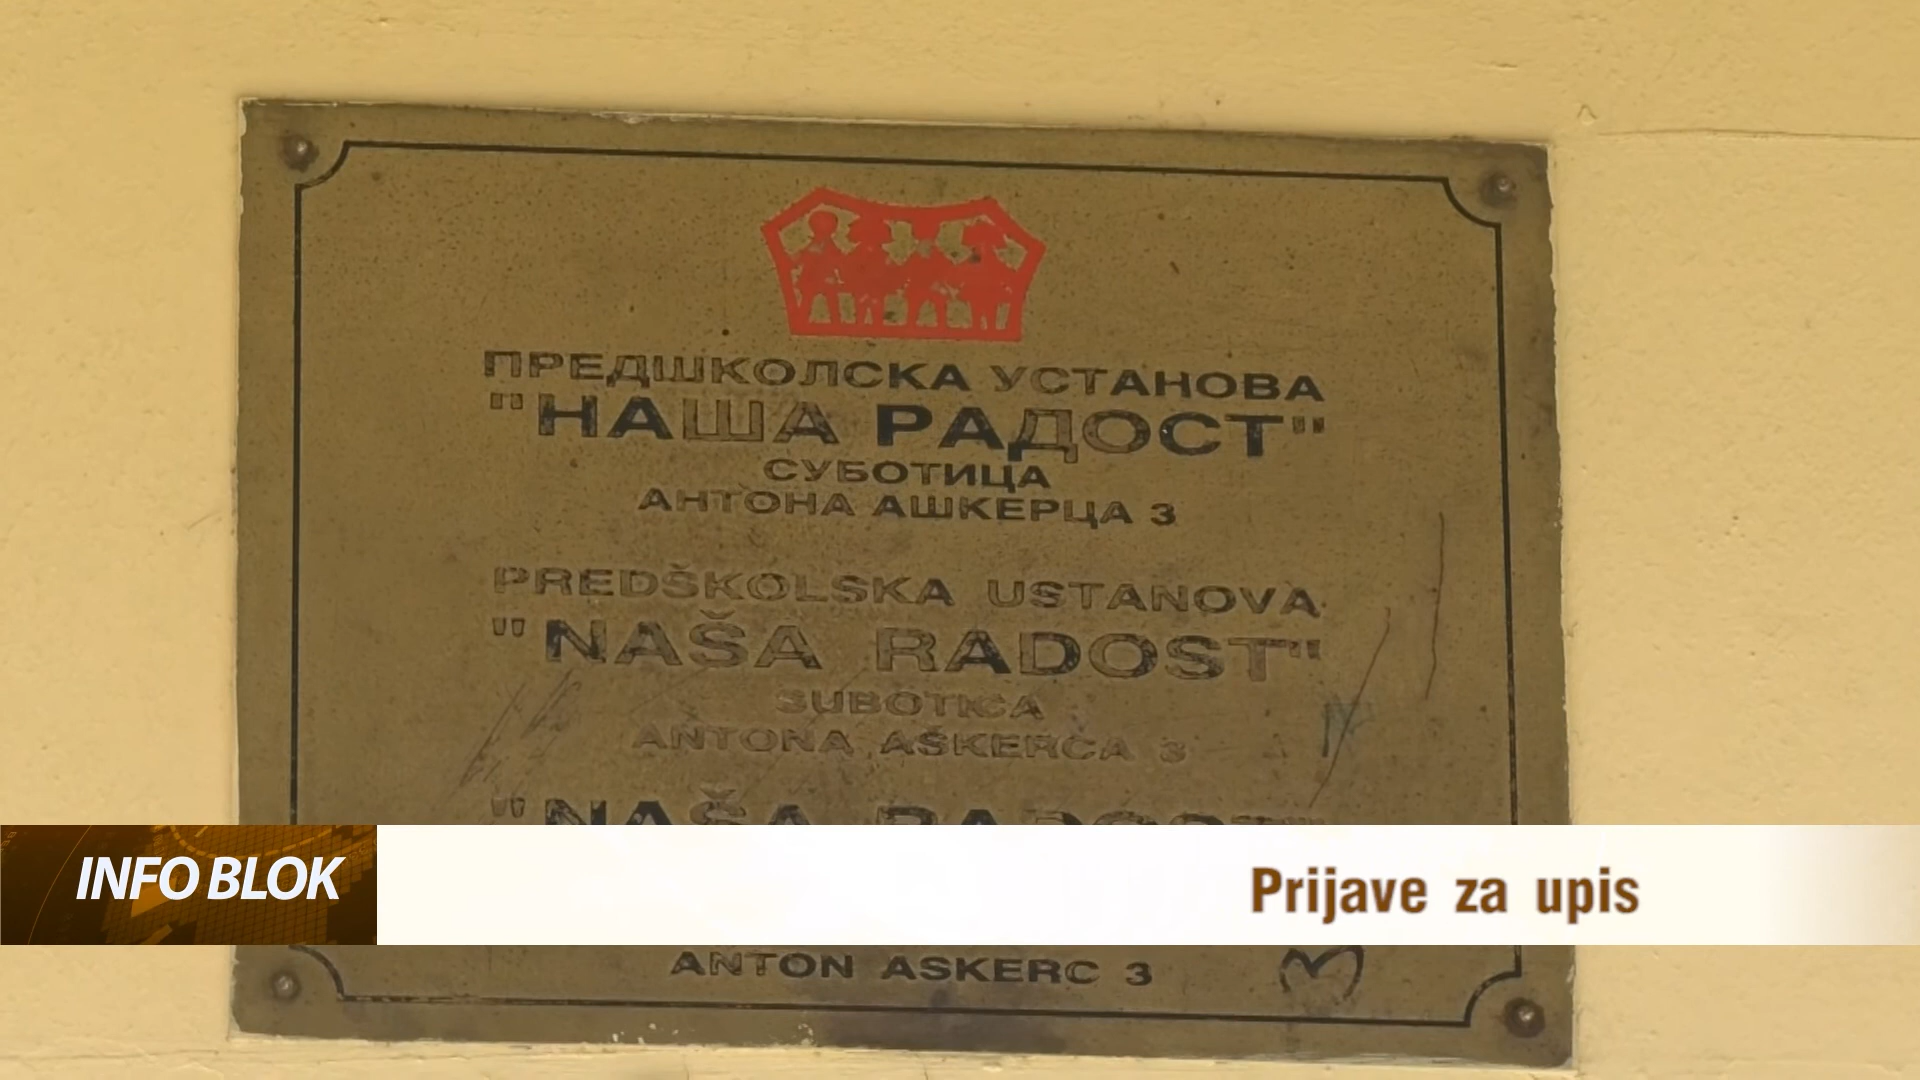 ПРЕДШКОЛСКА УСТАНОВА
"НАША РАДОСТ"
СУБОТИЦА
АНТОНА АШКЕРЦА 3
PREDŠKOLSKA USTANOVA
"NAŠA RADOST"
SUBOTICA
ANTONA AŠKERCA 3
"NAŠA RADOST"
INFO BLOK
Prijave za upis
ANTON ASKERC 3